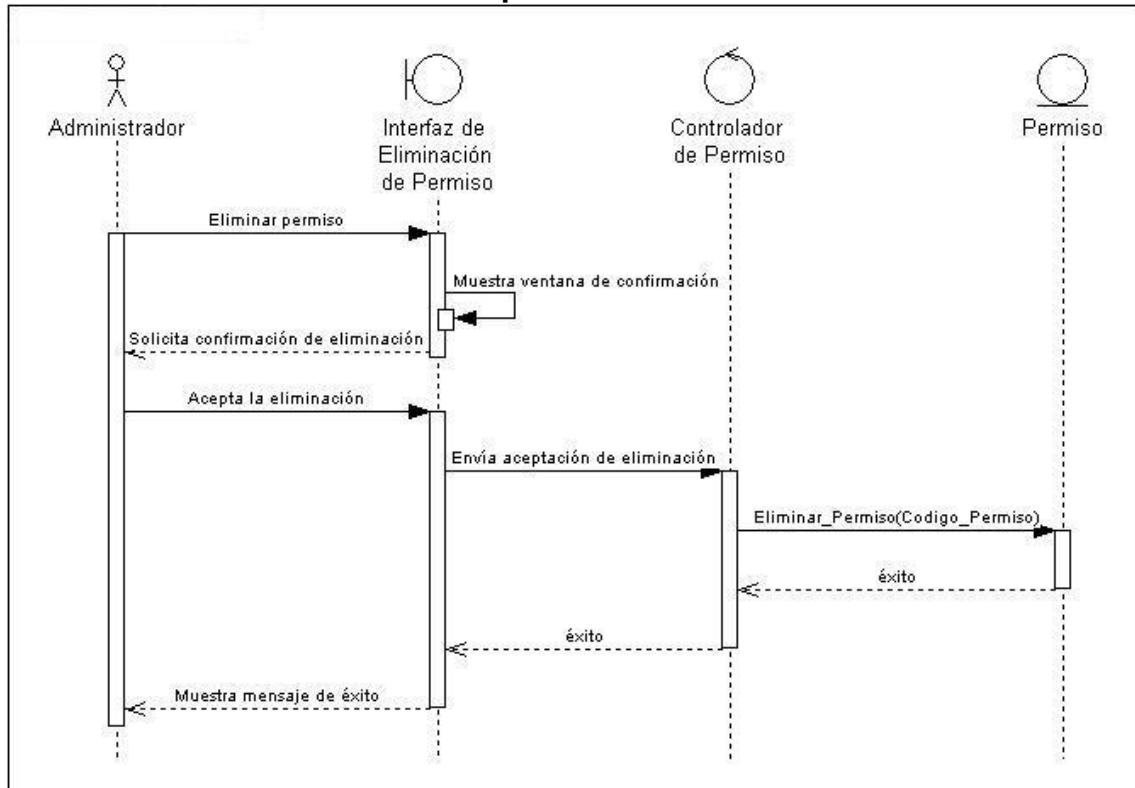 Administrador
Interfaz de
Eliminación
de Permiso
Controlador
de Permiso
Permiso
Eliminar permiso
Muestra ventana de confirmación
Solicita confirmación de eliminación
Acepta la eliminación
Envía aceptación de eliminación
Eliminar_Permiso(Codigo_Permiso)
éxito
éxito
Muestra mensaje de éxito